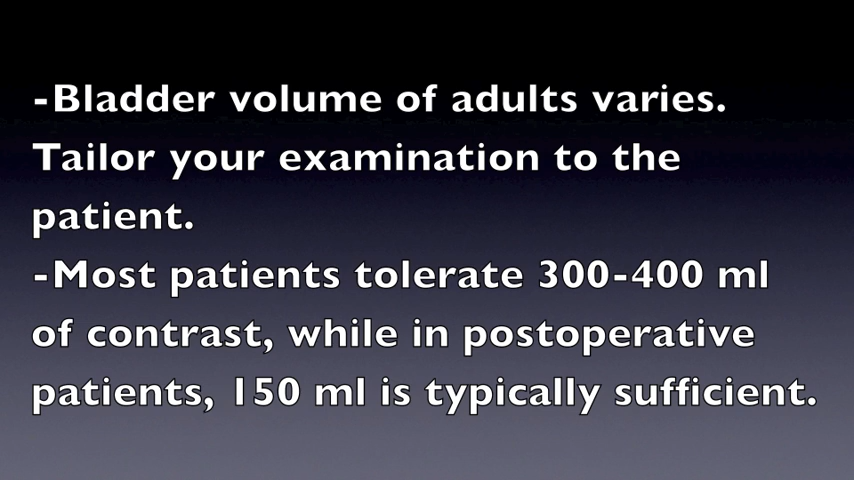 -Bladder volume of adults varies.
Tailor your examination to the
patient.
-Most patients tolerate 300-400 ml
of contrast, while in postoperative
patients, 150 ml is typically sufficient.